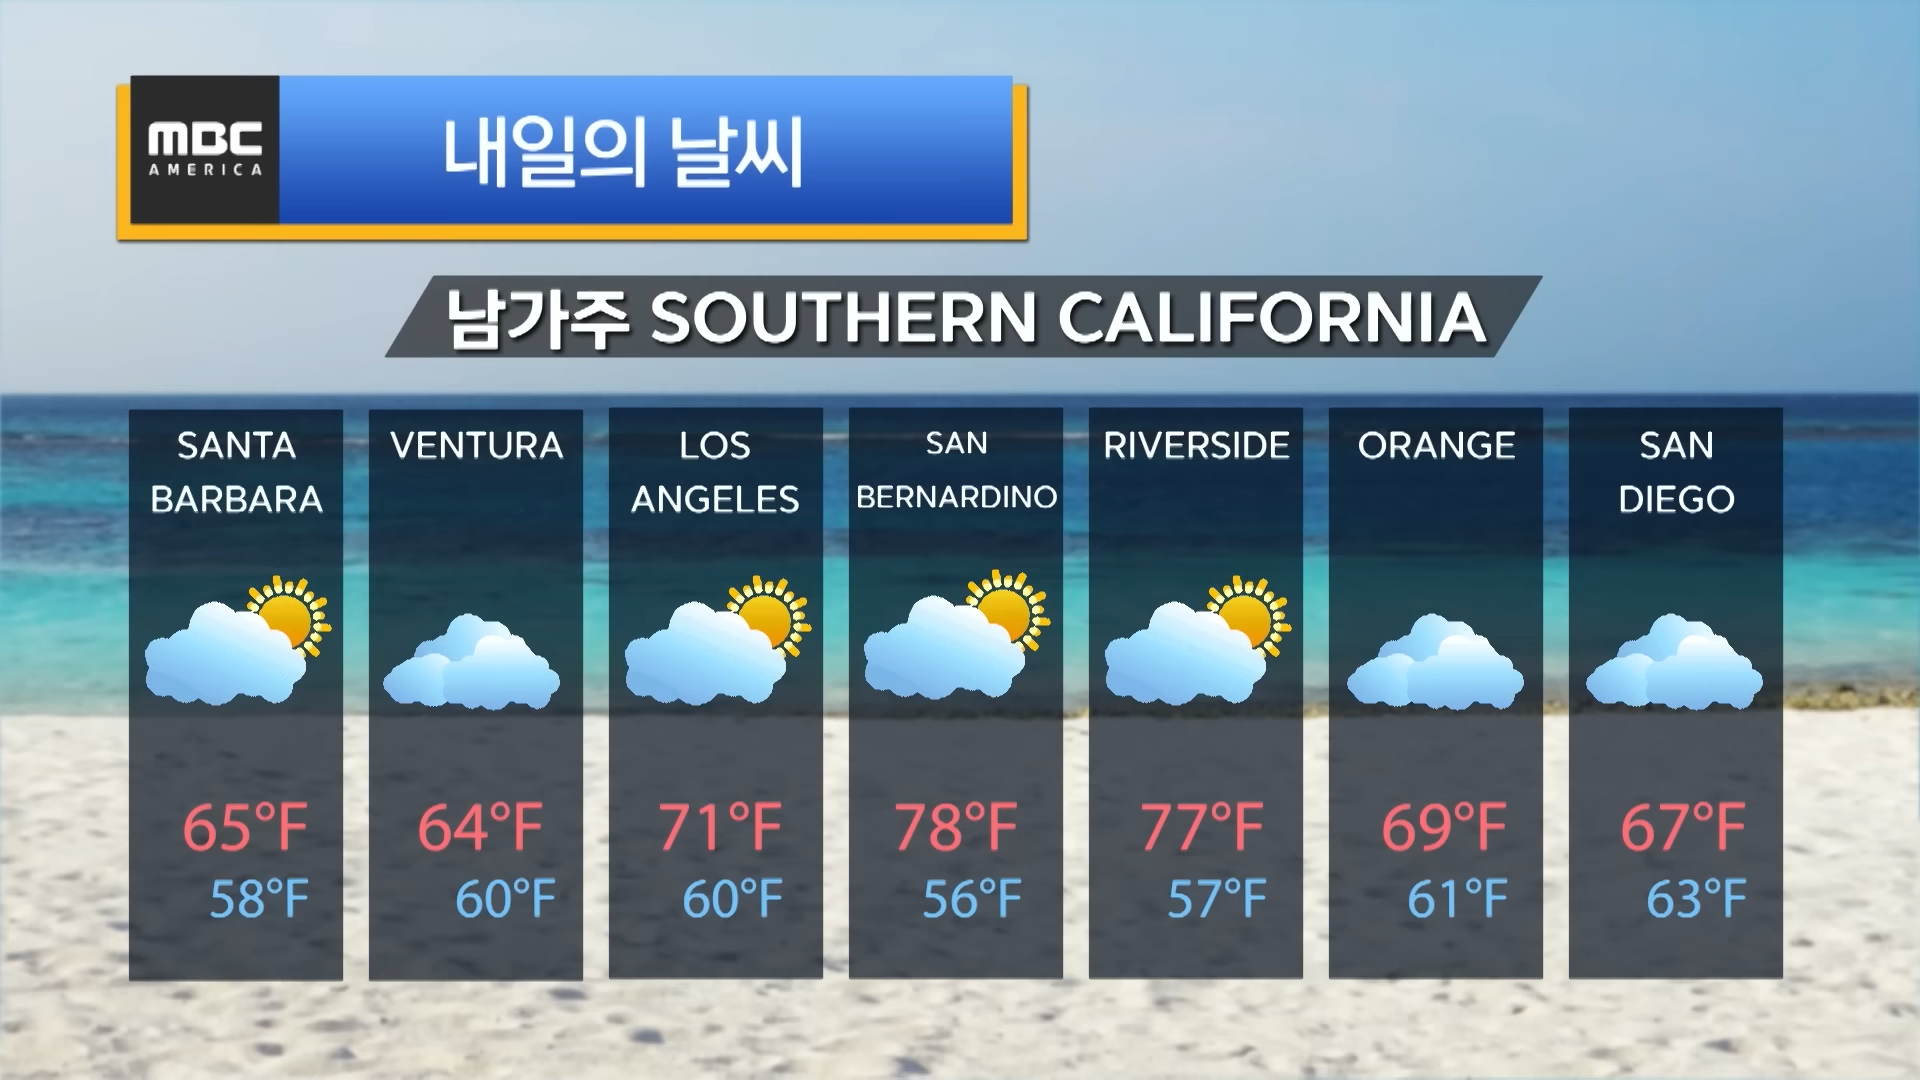 MBC
AMERICA
내일의 날씨
남가주 SOUTHERN CALIFORNIA
SANTA
BARBARA
65°F
58°F
VENTURA
64°F
60°F
LOS
ANGELES
71°F
60°F
SAN
BERNARDINO
78°F
56°F
RIVERSIDE
77°F
57°F
ORANGE
69°F
61°F
SAN
DIEGO
67°F
63°F